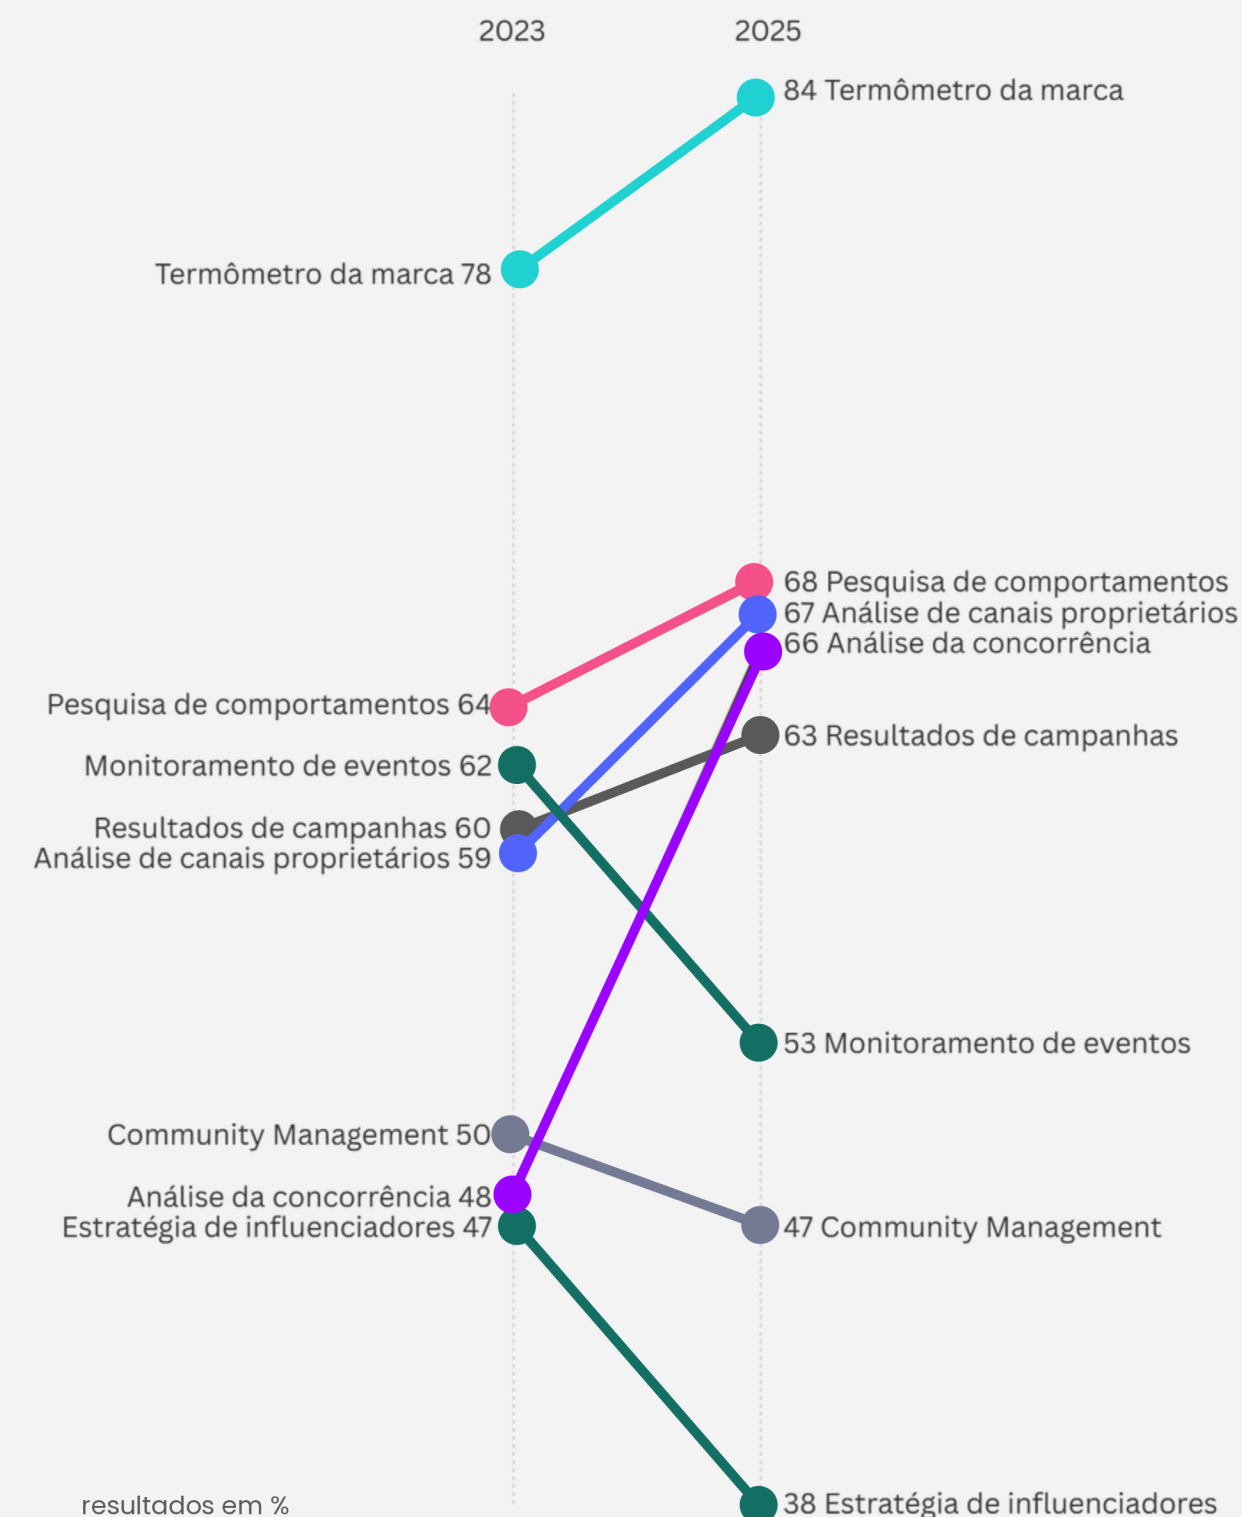 2023
2025
84 Termômetro da marca
Termômetro da marca 78
68 Pesquisa de comportamentos
67 Análise de canais proprietários
66 Análise da concorrência
Pesquisa de comportamentos 64
63 Resultados de campanhas
Monitoramento de eventos 62
Resultados de campanhas 60
Análise de canais proprietários 59
53 Monitoramento de eventos
Community Management 50
Análise da concorrência 48
Estratégia de influenciadores 47
47 Community Management
38 Estratégia de influenciadores
resultados em %